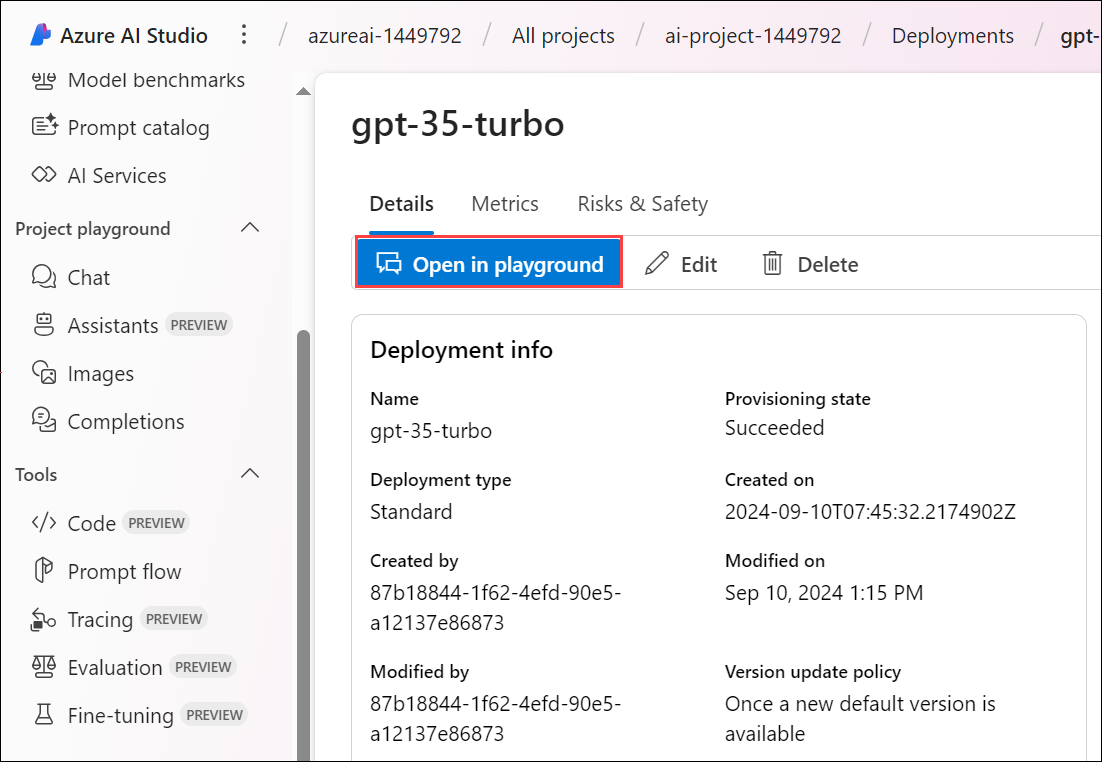 Azure AI Studio / azureai-1449792 / All projects / ai-project-1449792 / Deployments / gpt-
Model benchmarks
Prompt catalog
AI Services
Project playground
Chat
Assistants PREVIEW
Images
Completions
Tools
Code PREVIEW
Prompt flow
Tracing PREVIEW
Evaluation PREVIEW
Fine-tuning PREVIEW
gpt-35-turbo
Details Metrics Risks & Safety
Open in playground Edit Delete
Deployment info
Name
gpt-35-turbo
Provisioning state
Succeeded
Deployment type
Standard
Created on
2024-09-10T07:45:32.2174902Z
Created by
87b18844-1f62-4efd-90e5-
a12137e86873
Modified on
Sep 10, 2024 1:15 PM
Modified by
87b18844-1f62-4efd-90e5-
a12137e86873
Version update policy
Once a new default version is
available